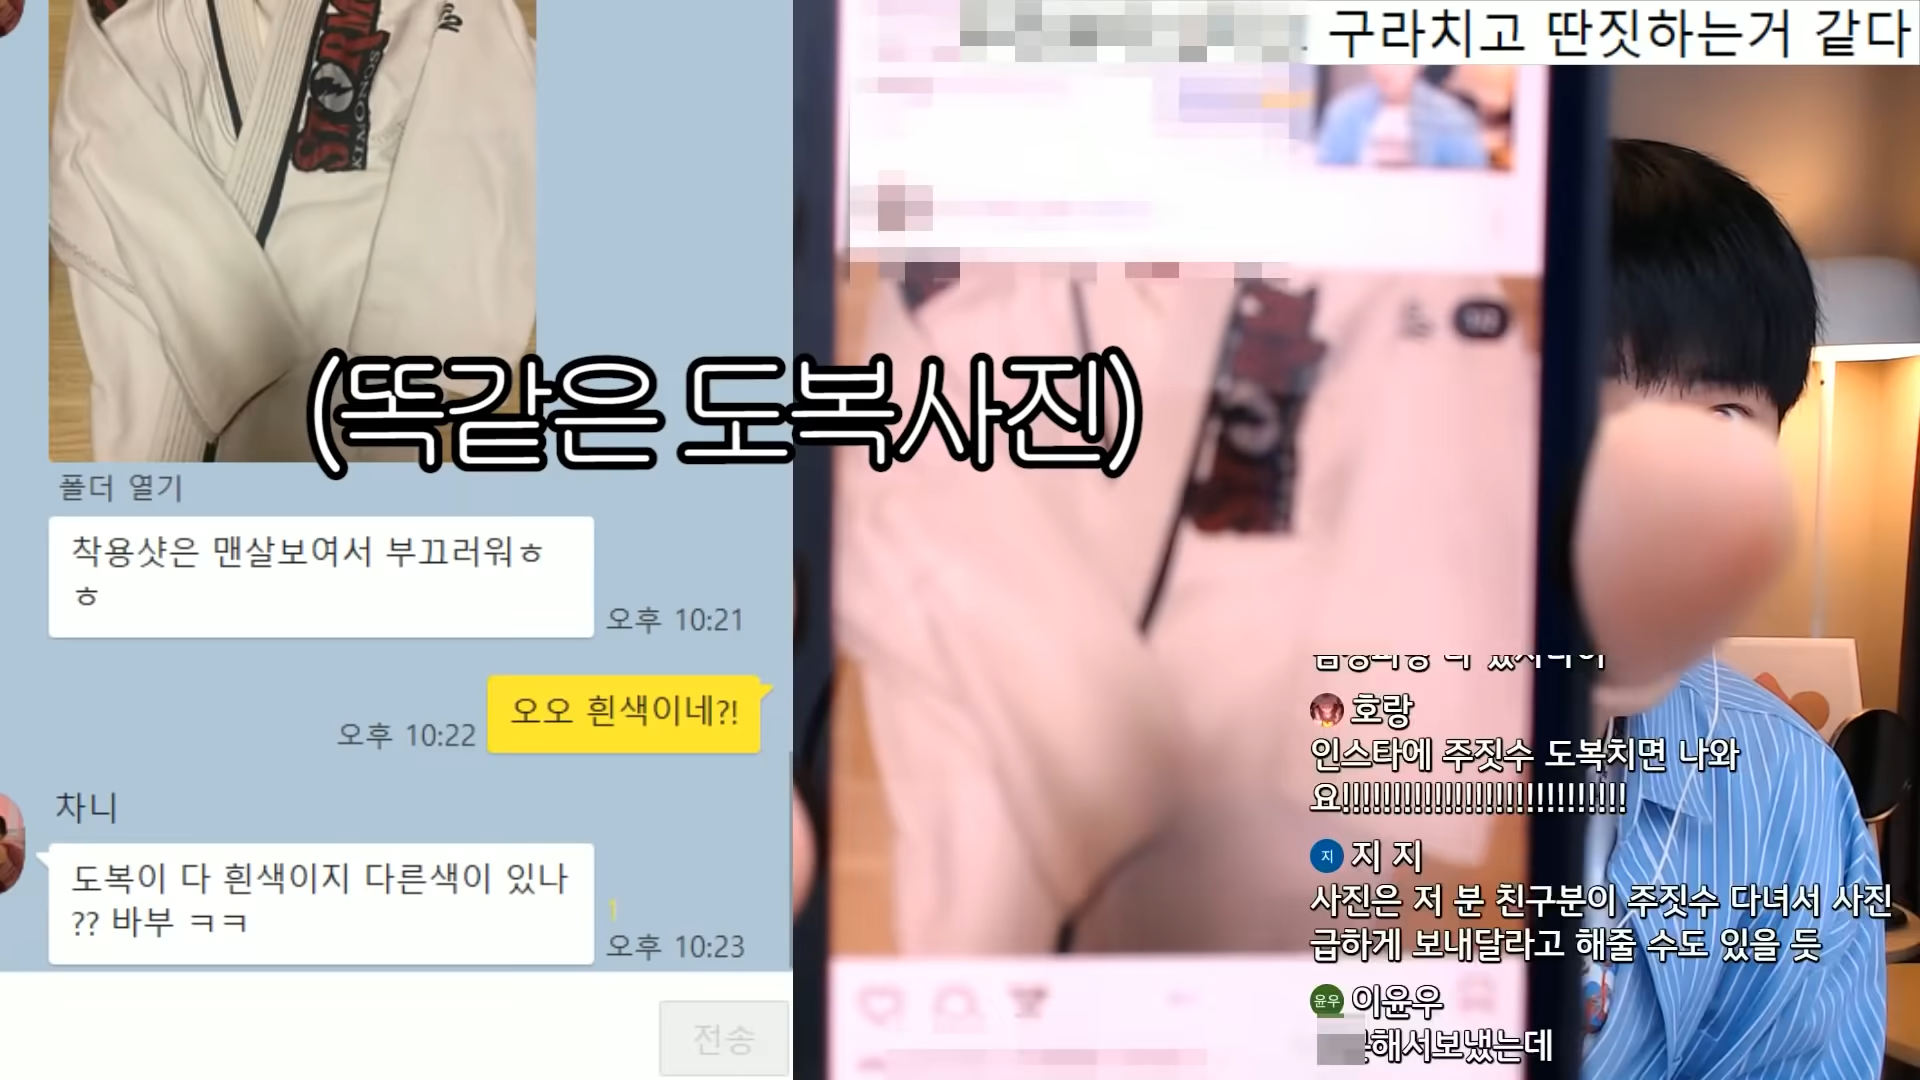 STORM
KIMONOS
구라치고 딴짓하는거 같다
(똑같은 도복사진)
폴더 열기
착용샷은 맨살보여서 부끄러워ㅎ
ㅎ
오후 10:21
오오 흰색이네?!
오후 10:22
차니
도복이 다 흰색이지 다른색이 있나
?? 바부 ㅋㅋ
1
오후 10:23
전송
호랑
인스타에 주짓수 도복치면 나와
요!!!!!!!!!!!!!!!!!!!!!!!!!!!!
지 지 지
사진은 저 분 친구분이 주짓수 다녀서 사진
급하게 보내달라고 해줄 수도 있을 듯
윤우 이윤우
해서보냈는데